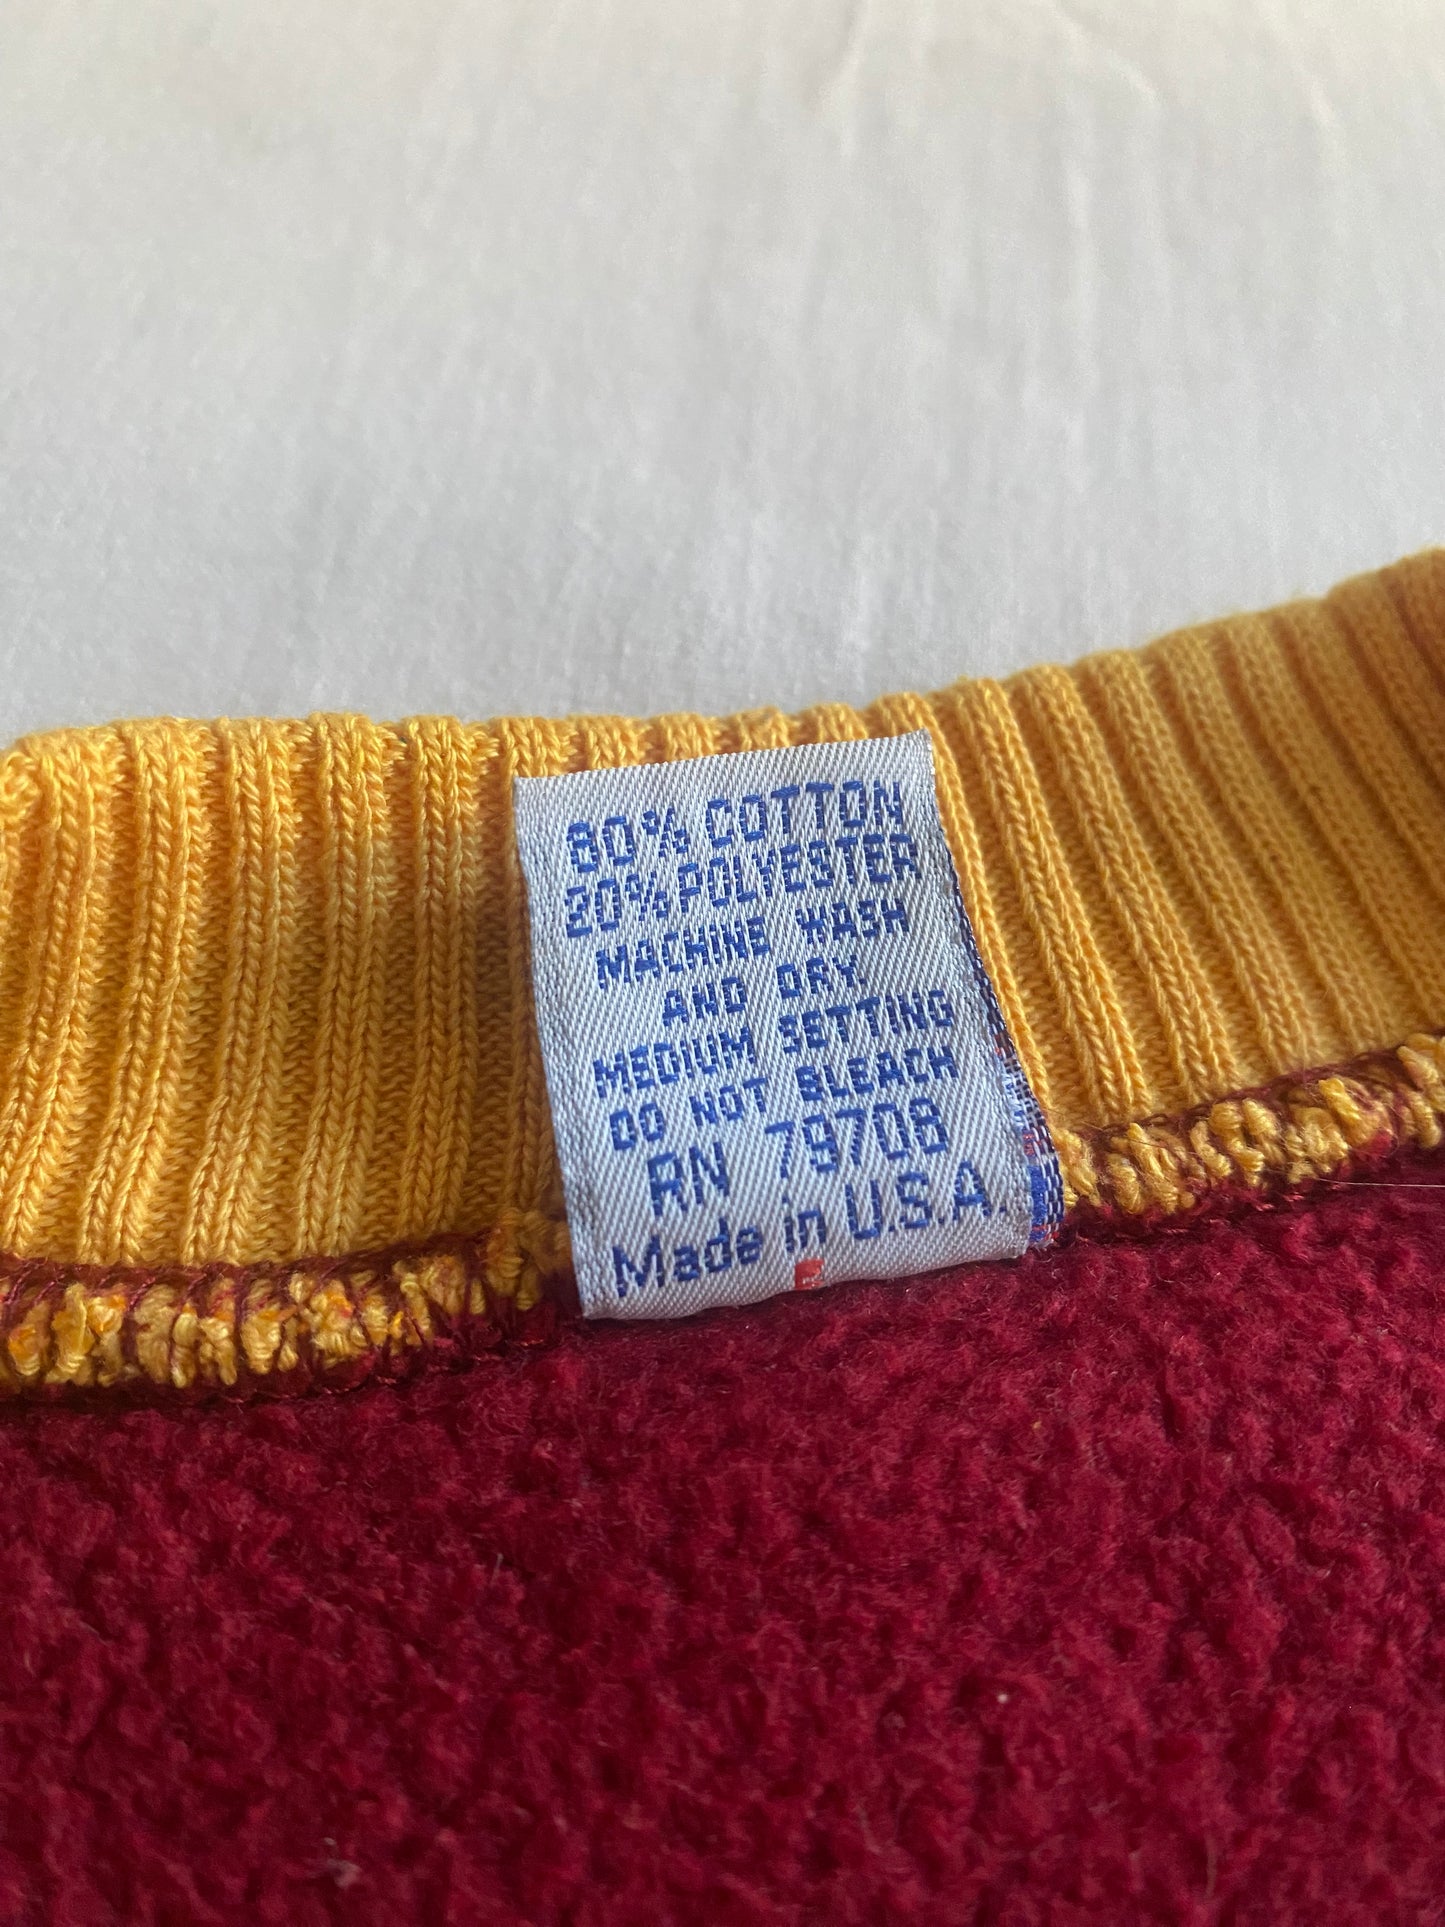 80% COTTON
20% POLYESTER
MACHINE WASH
AND DRY
MEDIUM SETTING
DO NOT BLEACH
RN 79708
Made in U.S.A.